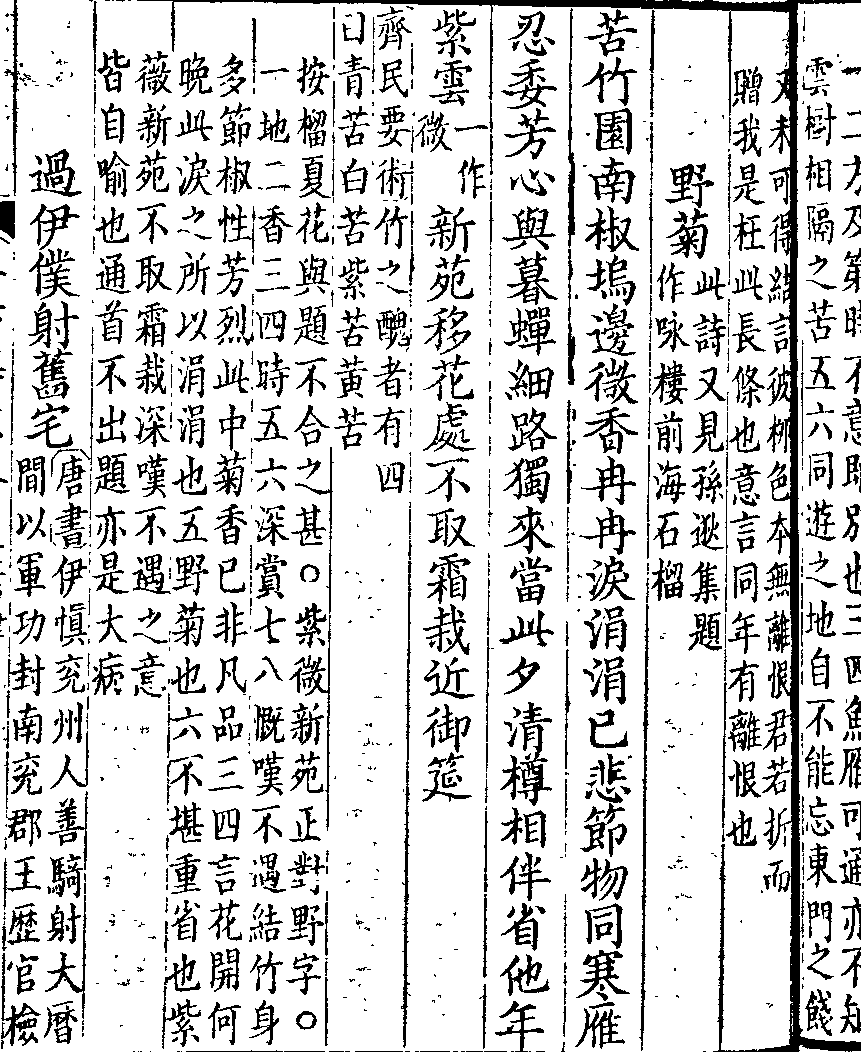 一二方及第時不意即別也三四魚雁可通亦不知
雲樹相隔之苦五六同遊之地自不能忘東門之餞
又未可得結言彼柳色本無離恨君若折而
贈我是枉此長條也意言同年有離恨也
野菊
此詩又見孫逖集題
作咏樓前海石榴
苦竹園南椒塢邊微香冉冉淚涓涓已悲節物同寒雁
忍委芳心與暮蟬細路獨來當此夕清樽相伴省他年
紫雲
一作
微
新苑移花處不取霜栽近御筵
齊民要術竹之醜者有四
曰青苦白苦紫苦黃苦
按榴夏花與題不合之甚○紫微新苑正對野字○
一地二香三四時五六深賞七八慨嘆不遇結竹身
多節椒性芳烈此中菊香已非凡品三四言花開何
晚此淚之所以涓涓也五野菊也六不堪重省也紫
薇新苑不取霜栽深嘆不遇之意
皆自喻也通首不出題亦是大病
過伊僕射舊宅
唐書伊慎兖州人善騎射大曆
間以軍功封南兖郡王歷官檢